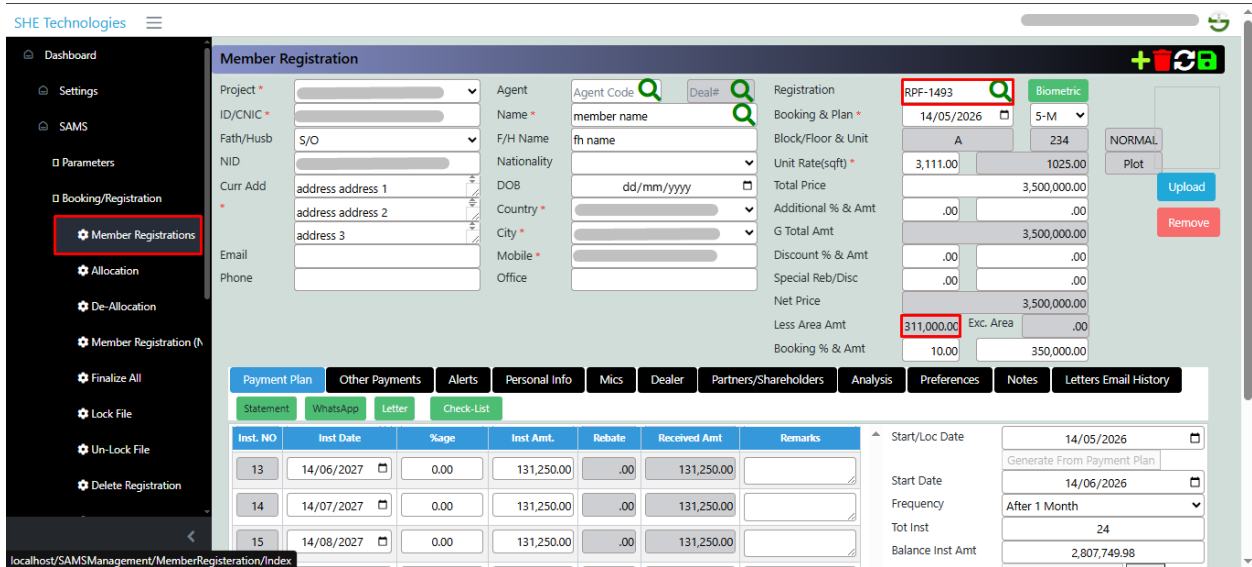 SHE Technologies
Dashboard
Settings
SAMS
Parameters
Booking/Registration
Member Registrations
Allocation
De-Allocation
Member Registration (N
Finalize All
Lock File
Un-Lock File
Delete Registration
localhost/SAMSManagement/MemberRegisteration/Index
Member Registration
Project * Agent Agent Code Deal# Registration RPF-1493 Biometric
ID/CNIC * Name * member name Booking & Plan * 14/05/2026 5-M
Fath/Husb S/O F/H Name fh name Block/Floor & Unit A 234 NORMAL
NID Nationality Unit Rate(sqft) * 3,111.00 1025.00 Plot
Curr Add address address 1 DOB dd/mm/yyyy Total Price 3,500,000.00 Upload
* address address 2 Country * Additional % & Amt .00 .00
address 3 City * G Total Amt 3,500,000.00 Remove
Email Mobile * Discount % & Amt .00 .00
Phone Office Special Reb/Disc .00 .00
Net Price 3,500,000.00
Less Area Amt 311,000.00 Exc. Area .00
Booking % & Amt 10.00 350,000.00
Payment Plan Other Payments Alerts Personal Info Mics Dealer Partners/Shareholders Analysis Preferences Notes Letters Email History
Statement WhatsApp Letter Check-List
Inst. NO Inst Date %age Inst Amt. Rebate Received Amt Remarks
13 14/06/2027 0.00 131,250.00 .00 131,250.00
14 14/07/2027 0.00 131,250.00 .00 131,250.00
15 14/08/2027 0.00 131,250.00 .00 131,250.00
Start/Loc Date 14/05/2026
Generate From Payment Plan
Start Date 14/06/2026
Frequency After 1 Month
Tot Inst 24
Balance Inst Amt 2,807,749.98